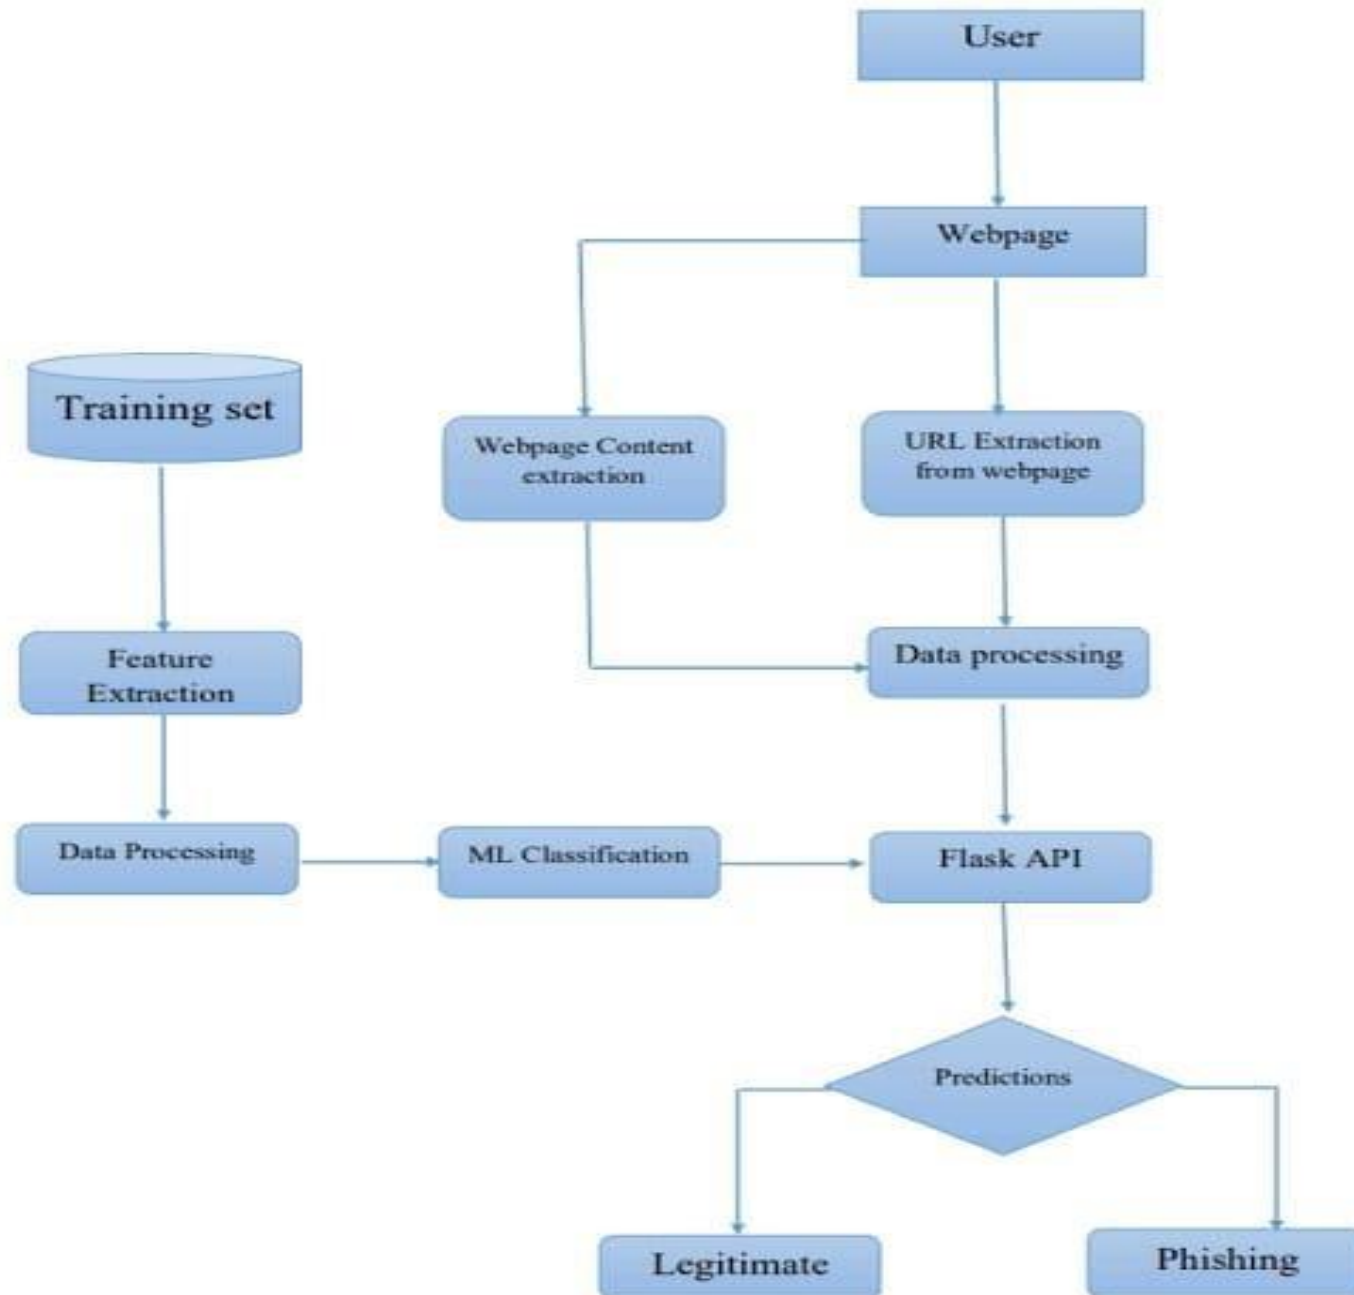 User
Webpage
Training set
Webpage Content
extraction
URL Extraction
from webpage
Feature
Extraction
Data processing
Data Processing
ML Classification
Flask API
Predictions
Legitimate
Phishing